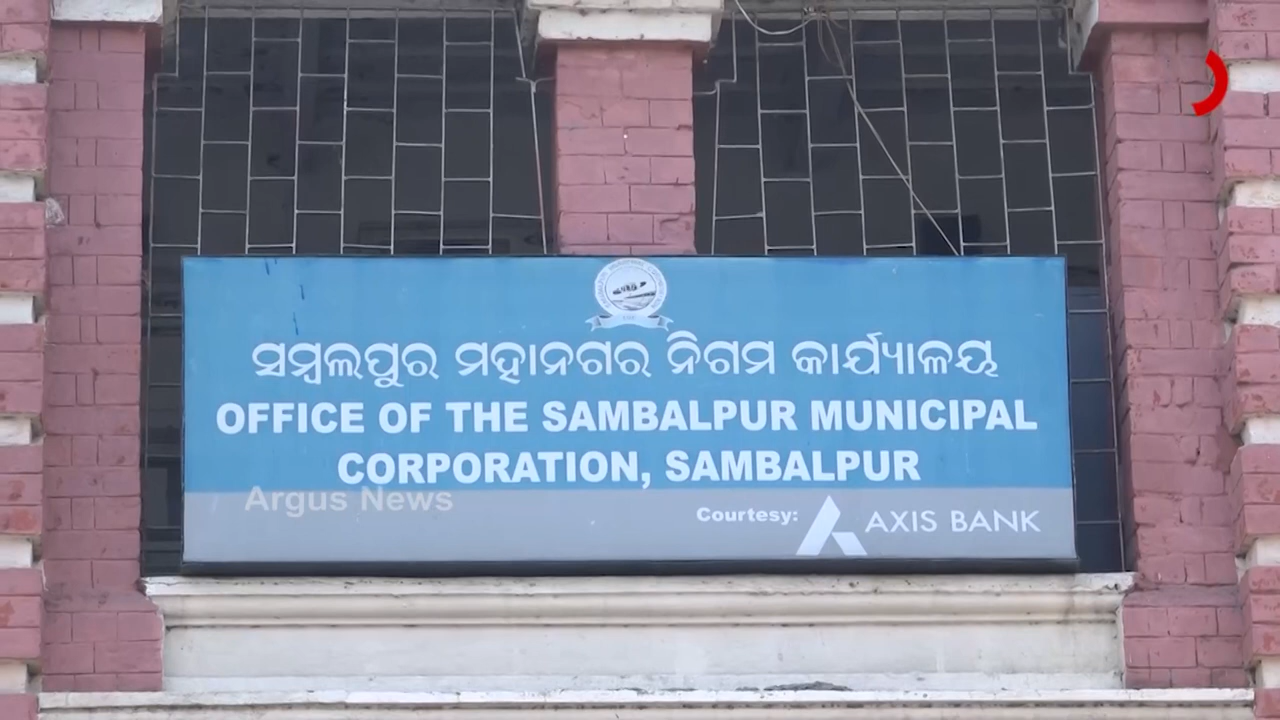 ସମ୍ବଲପୁର ମହାନଗର ନିଗମ କାର୍ଯ୍ୟାଳୟ
OFFICE OF THE SAMBALPUR MUNICIPAL
CORPORATION, SAMBALPUR
Argus News
Courtesy: AXIS BANK